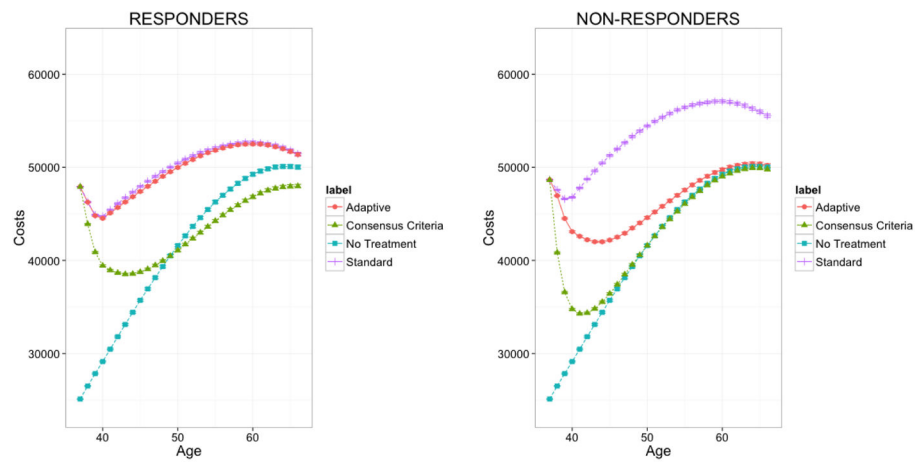 RESPONDERS
60000
50000
40000
30000
Costs
40
50
60
Age
label
Adaptive
Consensus Criteria
No Treatment
Standard
NON-RESPONDERS
60000
50000
40000
30000
Costs
40
50
60
Age
label
Adaptive
Consensus Criteria
No Treatment
Standard